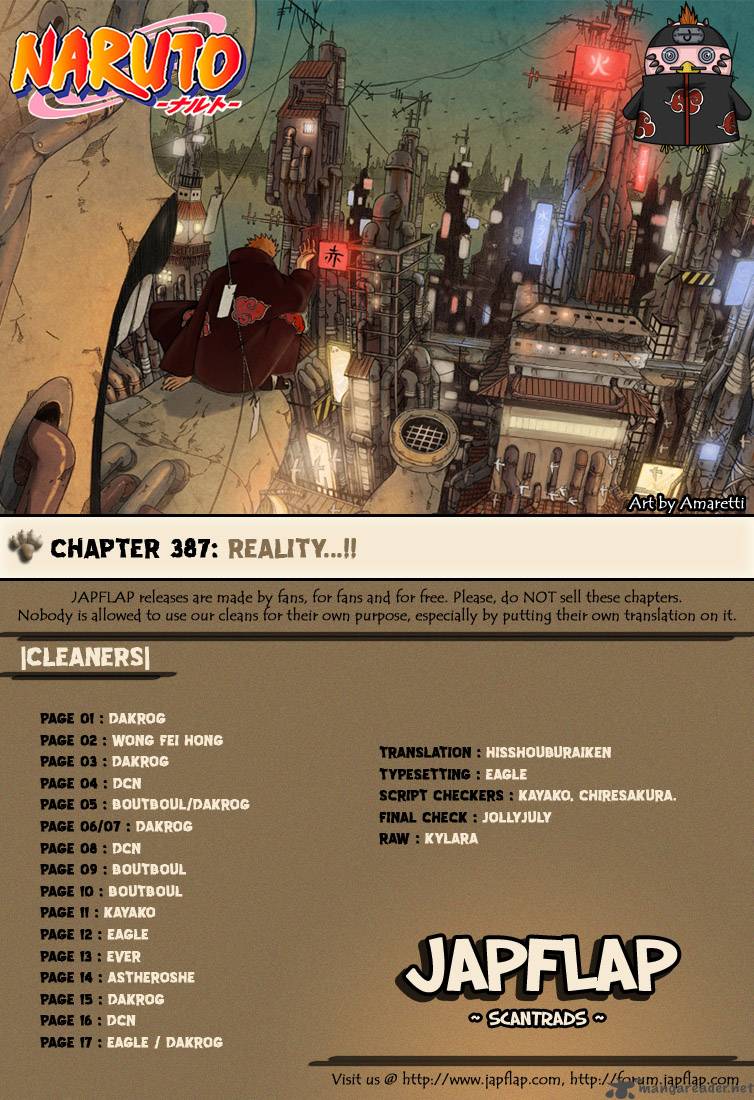 NARUTO
-ナルト-
火
赤
Art by Amaretti
CHAPTER 387: REALITY...!!
JAPFLAP releases are made by fans, for fans and for free. Please, do NOT sell these chapters.
Nobody is allowed to use our cleans for their own purpose, especially by putting their own translation on it.
|CLEANERS|
PAGE 01 : DAKROG
PAGE 02 : WONG FEI HONG
PAGE 03 : DAKROG
PAGE 04 : DCN
PAGE 05 : BOUTBOUL/DAKROG
PAGE 06/07 : DAKROG
PAGE 08 : DCN
PAGE 09 : BOUTBOUL
PAGE 10 : BOUTBOUL
PAGE 11 : KAYAKO
PAGE 12 : EAGLE
PAGE 13 : EVER
PAGE 14 : ASTHEROSHE
PAGE 15 : DAKROG
PAGE 16 : DCN
PAGE 17 : EAGLE / DAKROG
TRANSLATION : HISSHOUBURAIKEN
TYPESETTING : EAGLE
SCRIPT CHECKERS : KAYAKO, CHIRESAKURA.
FINAL CHECK : JOLLYJULY
RAW : KYLARA
JAPFLAP
~ SCANTRADS ~
Visit us @ http://www.japflap.com, http://forum.japflap.com
mangareader.net